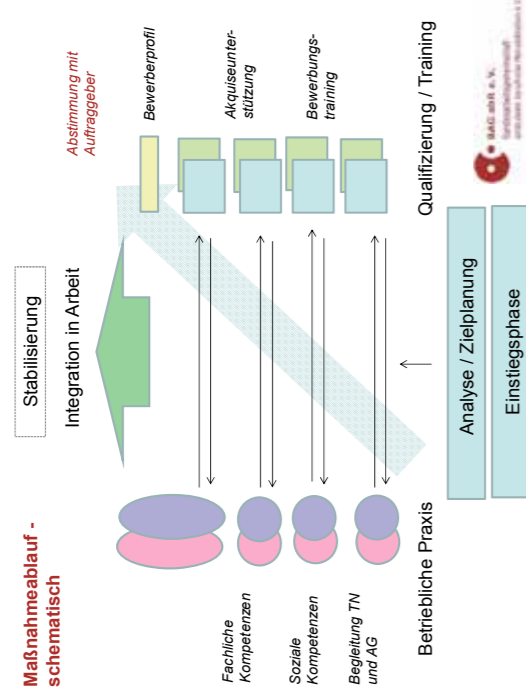 Maßnahmeablauf -
schematisch
Stabilisierung
Integration in Arbeit
Abstimmung mit
Auftraggeber
Bewerberprofil
Akquiseunter-
stützung
Bewerbungs-
training
Fachliche
Kompetenzen
Soziale
Kompetenzen
Begleitung TN
und AG
Betriebliche Praxis
Qualifizierung / Training
Analyse / Zielplanung
Einstiegsphase
BAG abR e. V.